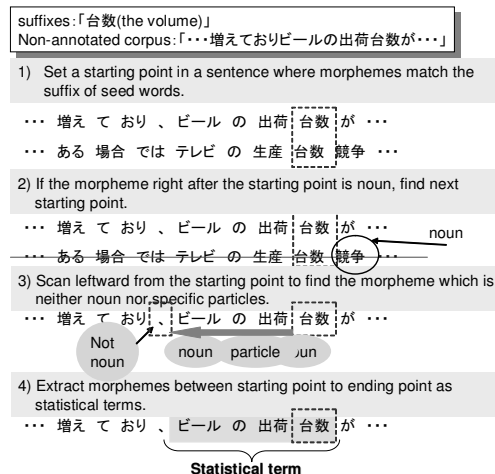 suffixes:「台数(the volume)」
Non-annotated corpus:「･･･増えておりビールの出荷台数が･･･」
1) Set a starting point in a sentence where morphemes match the
suffix of seed words.
･･･ 増え て おり 、 ビール の 出荷 台数 が ･･･
･･･ ある 場合 では テレビ の 生産 台数 競争 ･･･
2) If the morpheme right after the starting point is noun, find next
starting point.
･･･ 増え て おり 、 ビール の 出荷 台数 が ･･･
noun
･･･ ある 場合 では テレビ の 生産 台数 競争 ･･･
3) Scan leftward from the starting point to find the morpheme which is
neither noun nor specific particles.
･･･ 増え て おり 、 ビール の 出荷 台数 が ･･･
Not
noun
noun particle
4) Extract morphemes between starting point to ending point as
statistical terms.
･･･ 増え て おり 、 ビール の 出荷 台数 が ･･･
Statistical term